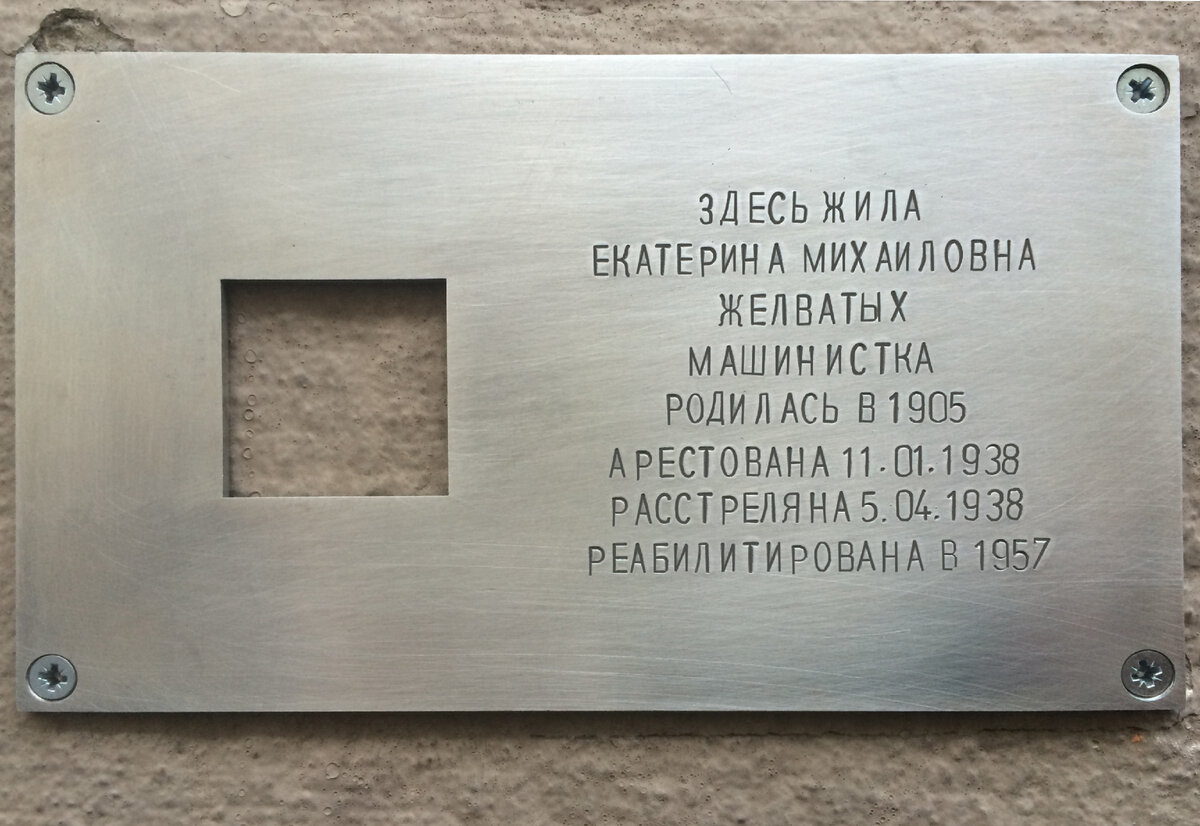 ЗДЕСЬ ЖИЛА
ЕКАТЕРИНА МИХАИЛОВНА
ЖЕЛВАТЫХ
МАШИНИСТКА
РОДИЛАСЬ В 1905
АРЕСТОВАНА 11.01.1938
РАССТРЕЛЯНА 5.04.1938
РЕАБИЛИТИРОВАНА В 1957